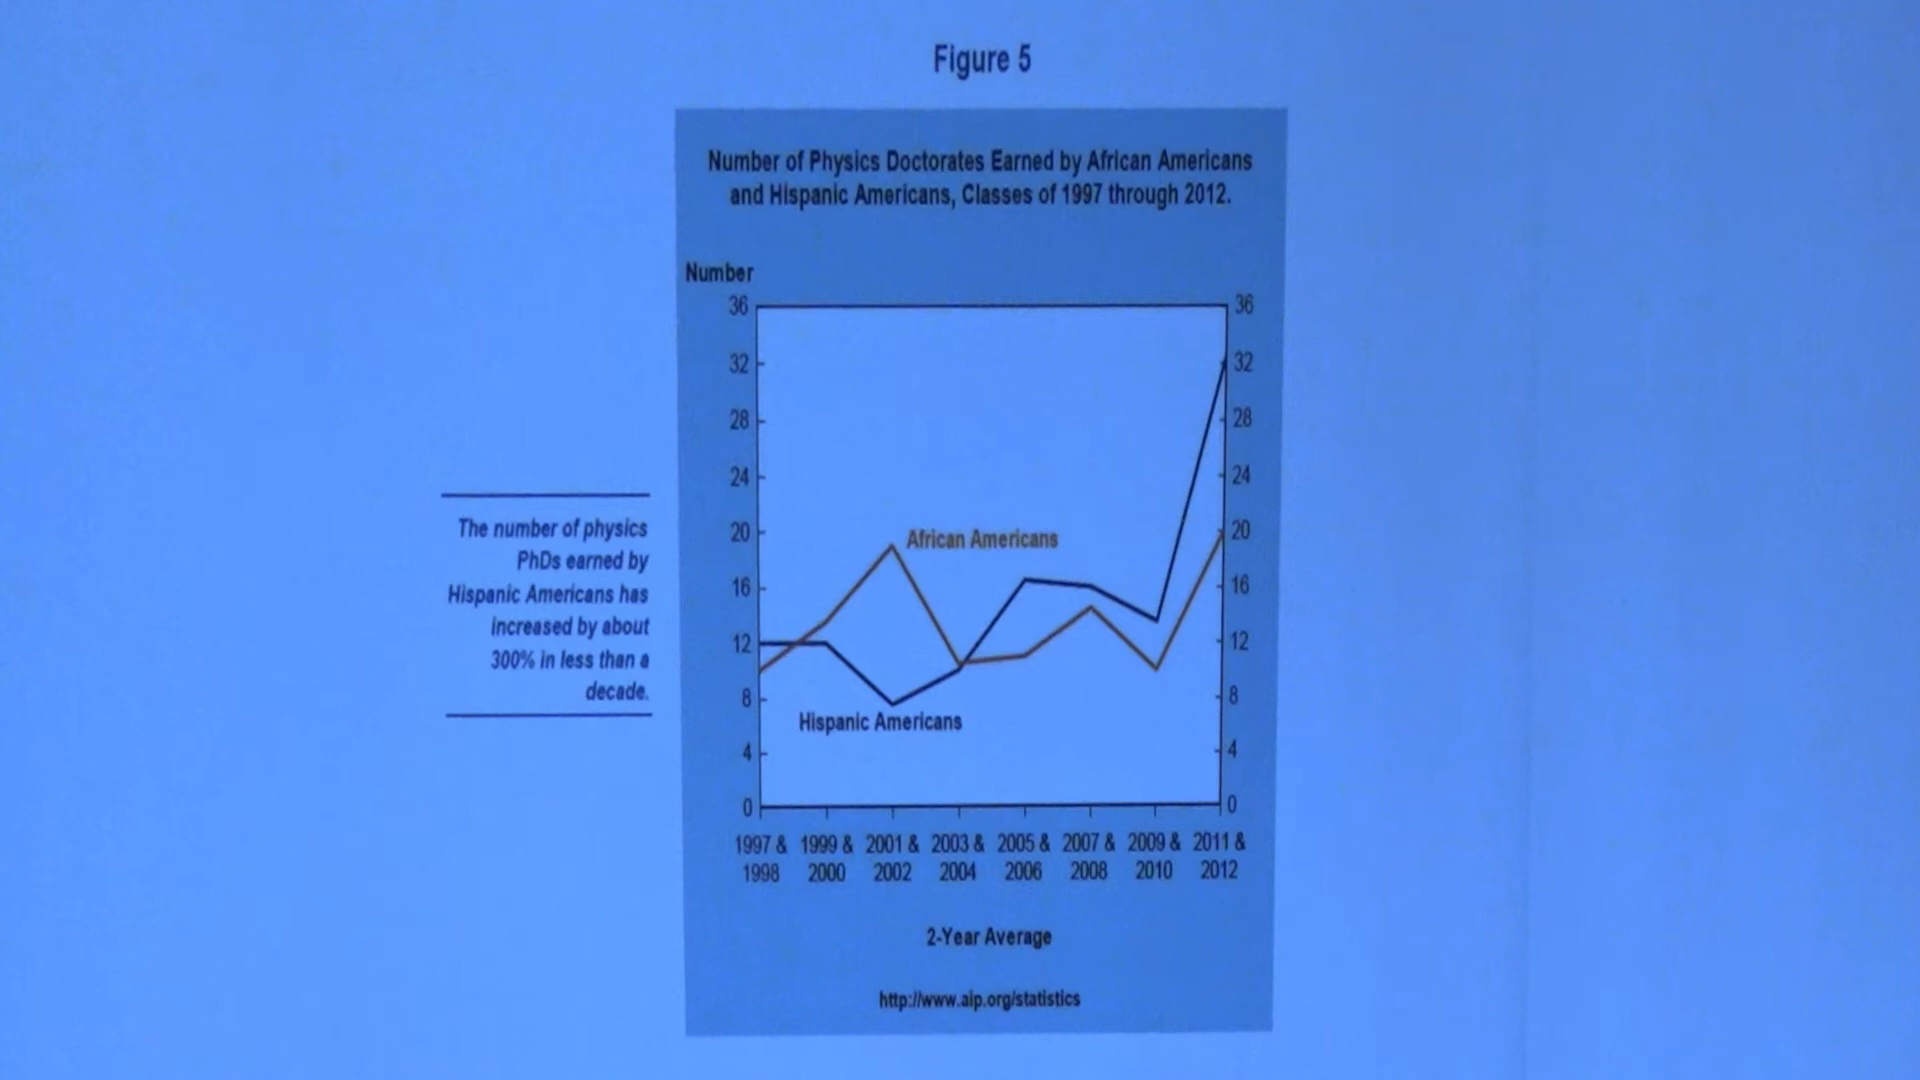 Figure 5
Number of Physics Doctorates Earned by African Americans
and Hispanic Americans, Classes of 1997 through 2012.
Number
36 36
32 32
28 28
24 24
20 20
16 16
12 12
8 8
4 4
0 0
African Americans
Hispanic Americans
1997 & 1999 & 2001 & 2003 & 2005 & 2007 & 2009 & 2011 &
1998 2000 2002 2004 2006 2008 2010 2012
2-Year Average
http://www.aip.org/statistics
The number of physics
PhDs earned by
Hispanic Americans has
increased by about
300% in less than a
decade.